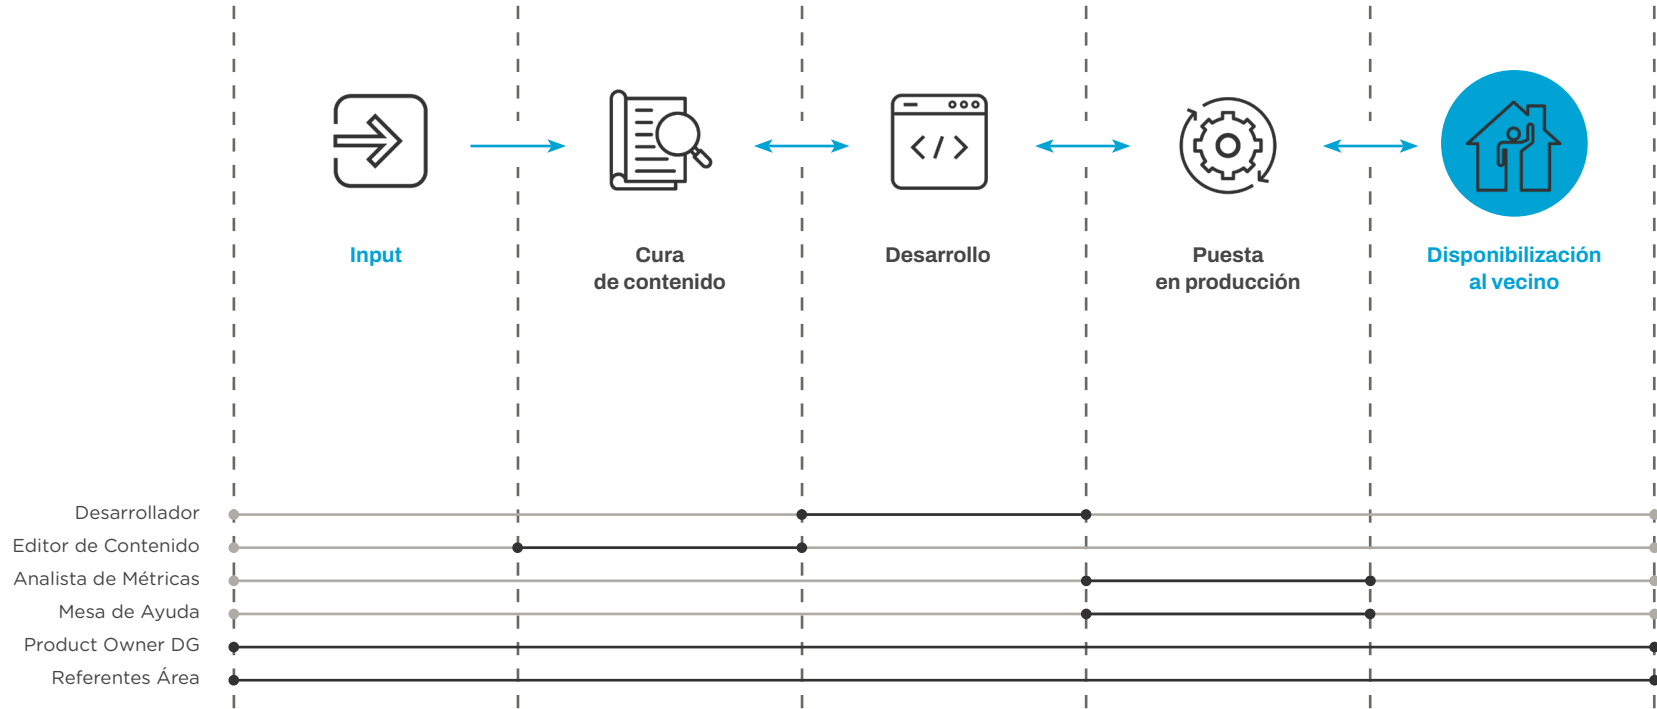 Input
Cura
de contenido
Desarrollo
Puesta
en producción
Disponibilización
al vecino
Desarrollador
Editor de Contenido
Analista de Métricas
Mesa de Ayuda
Product Owner DG
Referentes Área